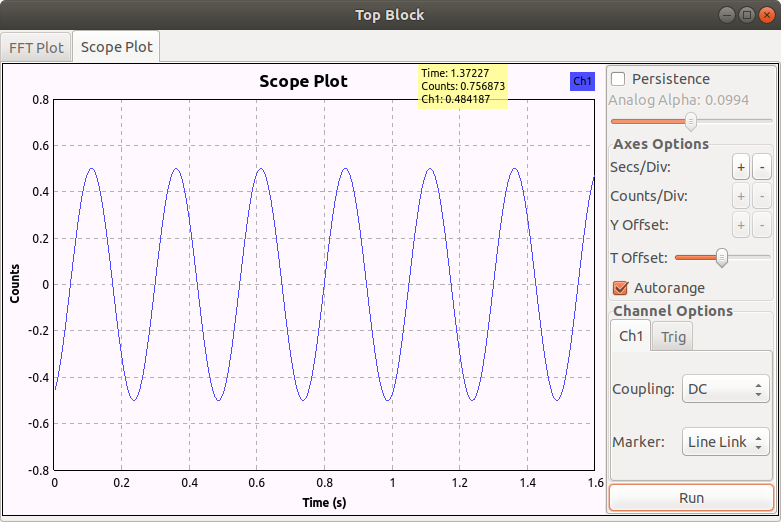 Top Block
FFT Plot
Scope Plot
Scope Plot
Time: 1.37227
Counts: 0.756873
Ch1: 0.484187
Ch1
0.8
0.6
0.4
0.2
0
-0.2
-0.4
-0.6
-0.8
Counts
0
0.2
0.4
0.6
0.8
1
1.2
1.4
1.6
Time (s)
Persistence
Analog Alpha: 0.0994
Axes Options
Secs/Div: + -
Counts/Div: + -
Y Offset: + -
T Offset:
Autorange
Channel Options
Ch1 Trig
Coupling: DC
Marker: Line Link
Run